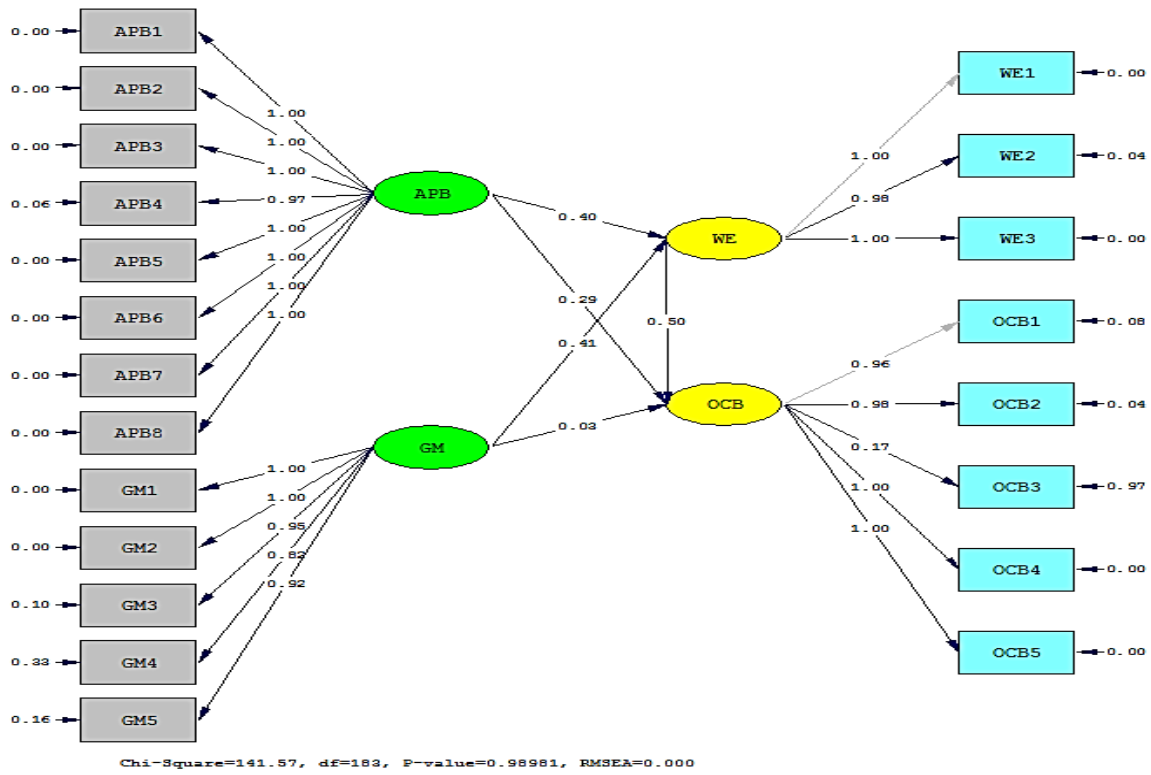 0.00 APB1
0.00 APB2
0.00 APB3
0.06 APB4
0.00 APB5
0.00 APB6
0.00 APB7
0.00 APB8
0.00 GM1
0.00 GM2
0.10 GM3
0.33 GM4
0.16 GM5
1.00
1.00
1.00
0.97
1.00
1.00
1.00
1.00
1.00
1.00
0.95
0.82
0.92
APB
GM
0.40
0.29
0.41
0.03
0.50
WE
OCB
1.00
0.98
1.00
0.96
0.98
0.17
1.00
1.00
WE1 0.00
WE2 0.04
WE3 0.00
OCB1 0.08
OCB2 0.04
OCB3 0.97
OCB4 0.00
OCB5 0.00
Chi-Square=141.57, df=183, P-value=0.98981, RMSEA=0.000